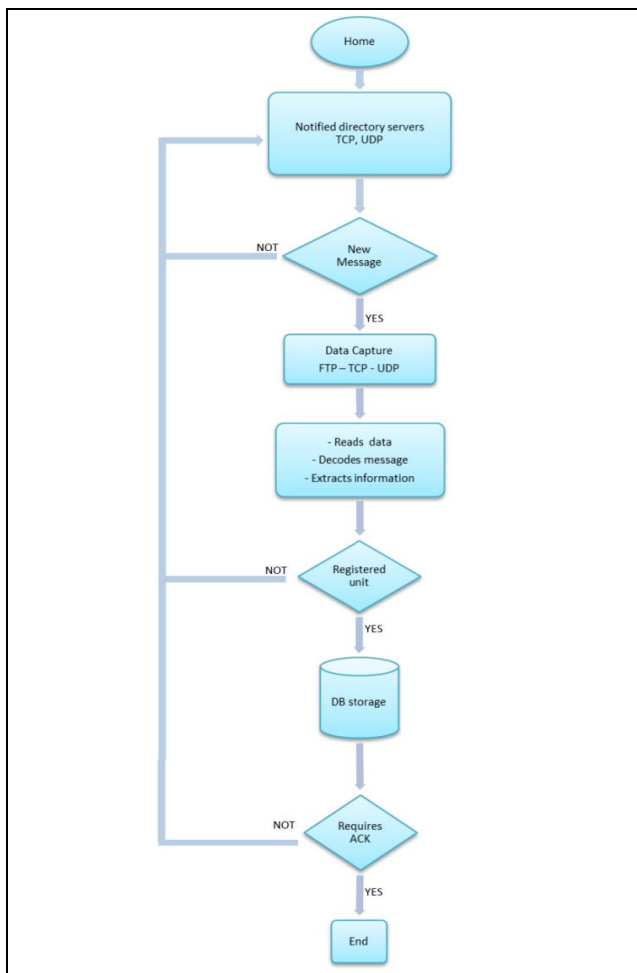 Home
Notified directory servers
TCP, UDP
NOT
New
Message
YES
Data Capture
FTP – TCP - UDP
- Reads data
- Decodes message
- Extracts information
NOT
Registered
unit
YES
DB storage
NOT
Requires
ACK
YES
End